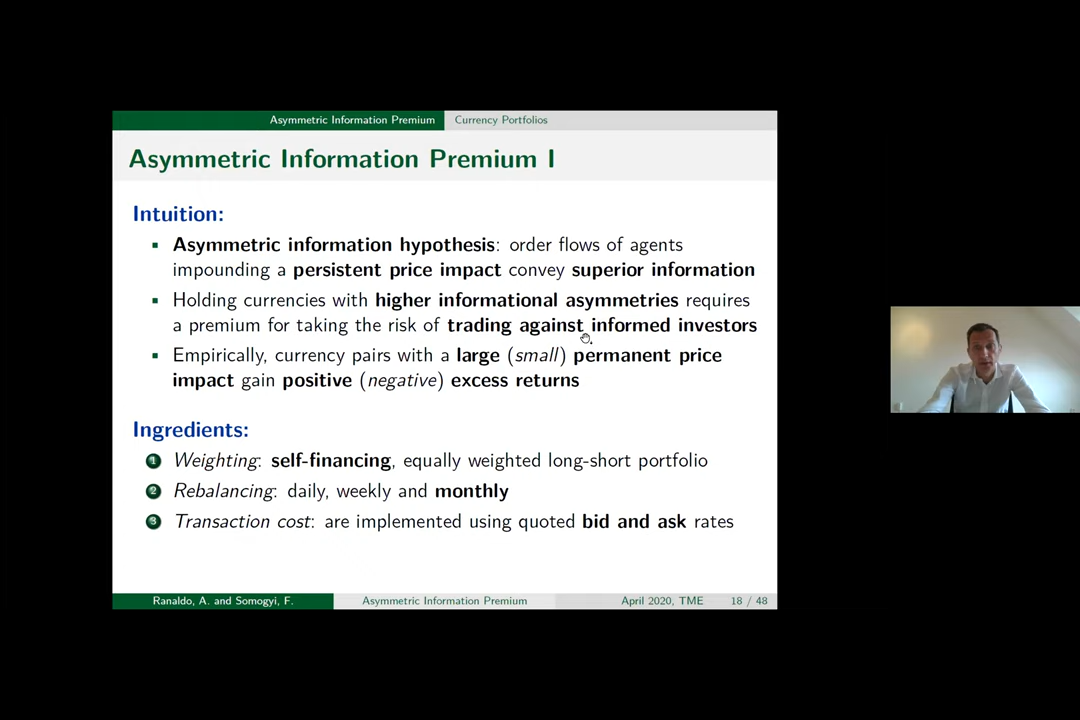 Asymmetric Information Premium Currency Portfolios
Asymmetric Information Premium I
Intuition:
Asymmetric information hypothesis: order flows of agents
impounding a persistent price impact convey superior information
Holding currencies with higher informational asymmetries requires
a premium for taking the risk of trading against informed investors
Empirically, currency pairs with a large (small) permanent price
impact gain positive (negative) excess returns
Ingredients:
1 Weighting: self-financing, equally weighted long-short portfolio
2 Rebalancing: daily, weekly and monthly
3 Transaction cost: are implemented using quoted bid and ask rates
Ranaldo, A. and Somogyi, F. Asymmetric Information Premium April 2020, TME 18 / 48